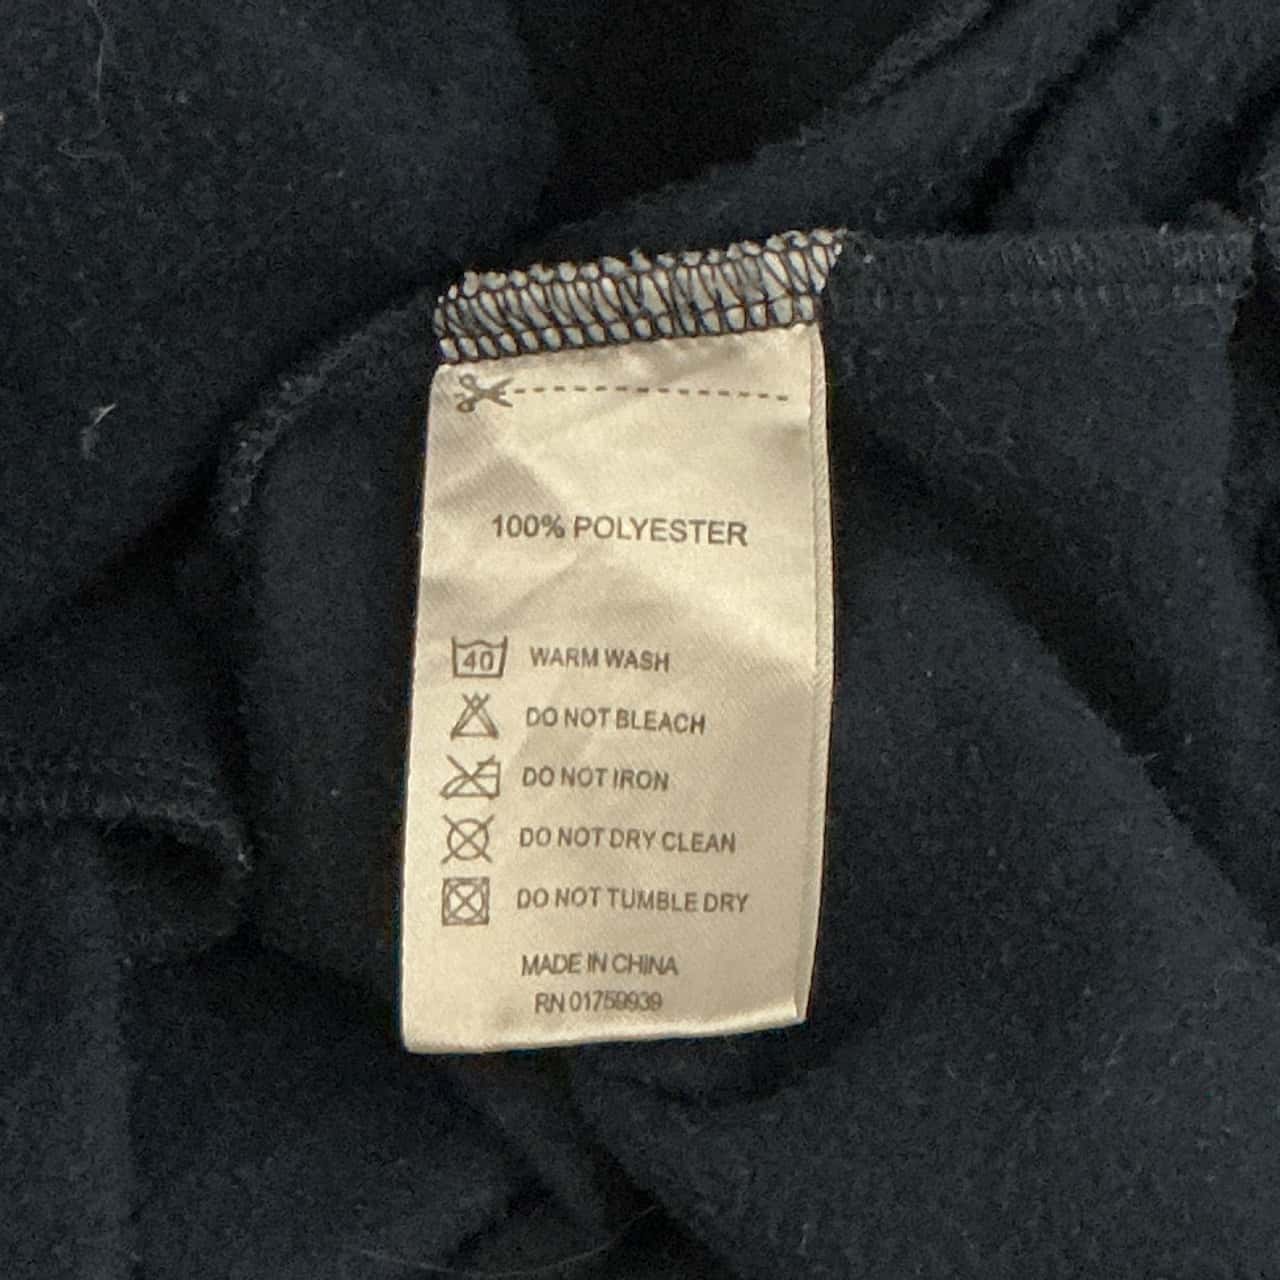 100% POLYESTER
40 WARM WASH
DO NOT BLEACH
DO NOT IRON
DO NOT DRY CLEAN
DO NOT TUMBLE DRY
MADE IN CHINA
RN 01759939